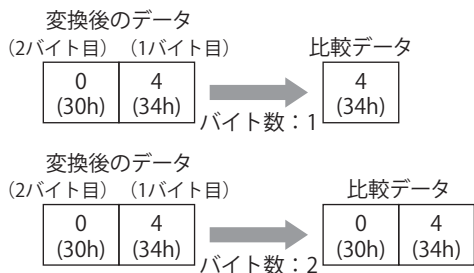 変換後のデータ
(2バイト目) (1バイト目) 比較データ
0 4 4
(30h) (34h) (34h)
バイト数：1
変換後のデータ
(2バイト目) (1バイト目) 比較データ
0 4 0 4
(30h) (34h) (30h) (34h)
バイト数：2